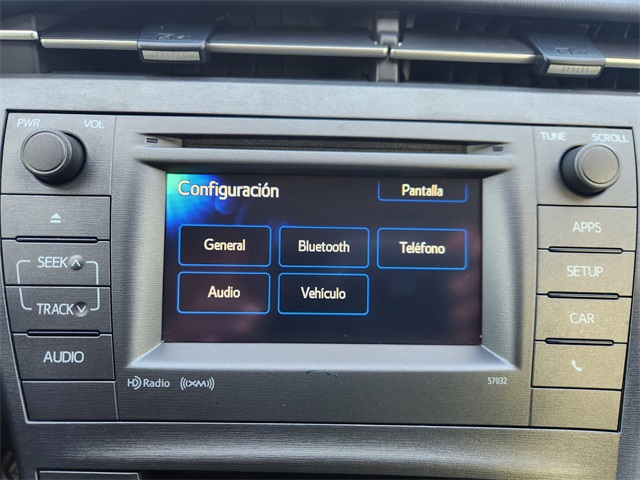 PWR VOL
TUNE SCROLL
Configuración Pantalla
General Bluetooth Teléfono
Audio Vehículo
SEEK
TRACK
AUDIO
APPS
SETUP
CAR
HD Radio ((XM)) 57032